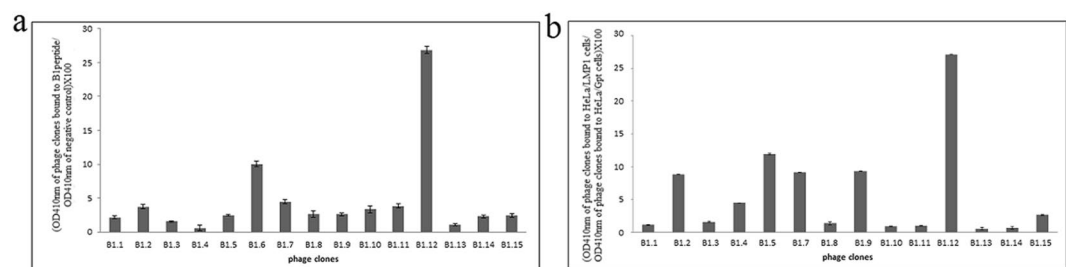 a
(OD410nm of phage clones bound to B1peptide/
OD410nm of negative control)X100
30
25
20
15
10
5
0
B1.1 B1.2 B1.3 B1.4 B1.5 B1.6 B1.7 B1.8 B1.9 B1.10 B1.11 B1.12 B1.13 B1.14 B1.15
phage clones
b
(OD410nm of phage clones bound to HeLa/LMP1 cells/
OD410nm of phage clones bound to HeLa/Gpt cells)X100
30
25
20
15
10
5
0
B1.1 B1.2 B1.3 B1.4 B1.5 B1.7 B1.8 B1.9 B1.10 B1.11 B1.12 B1.13 B1.14 B1.15
phage clones